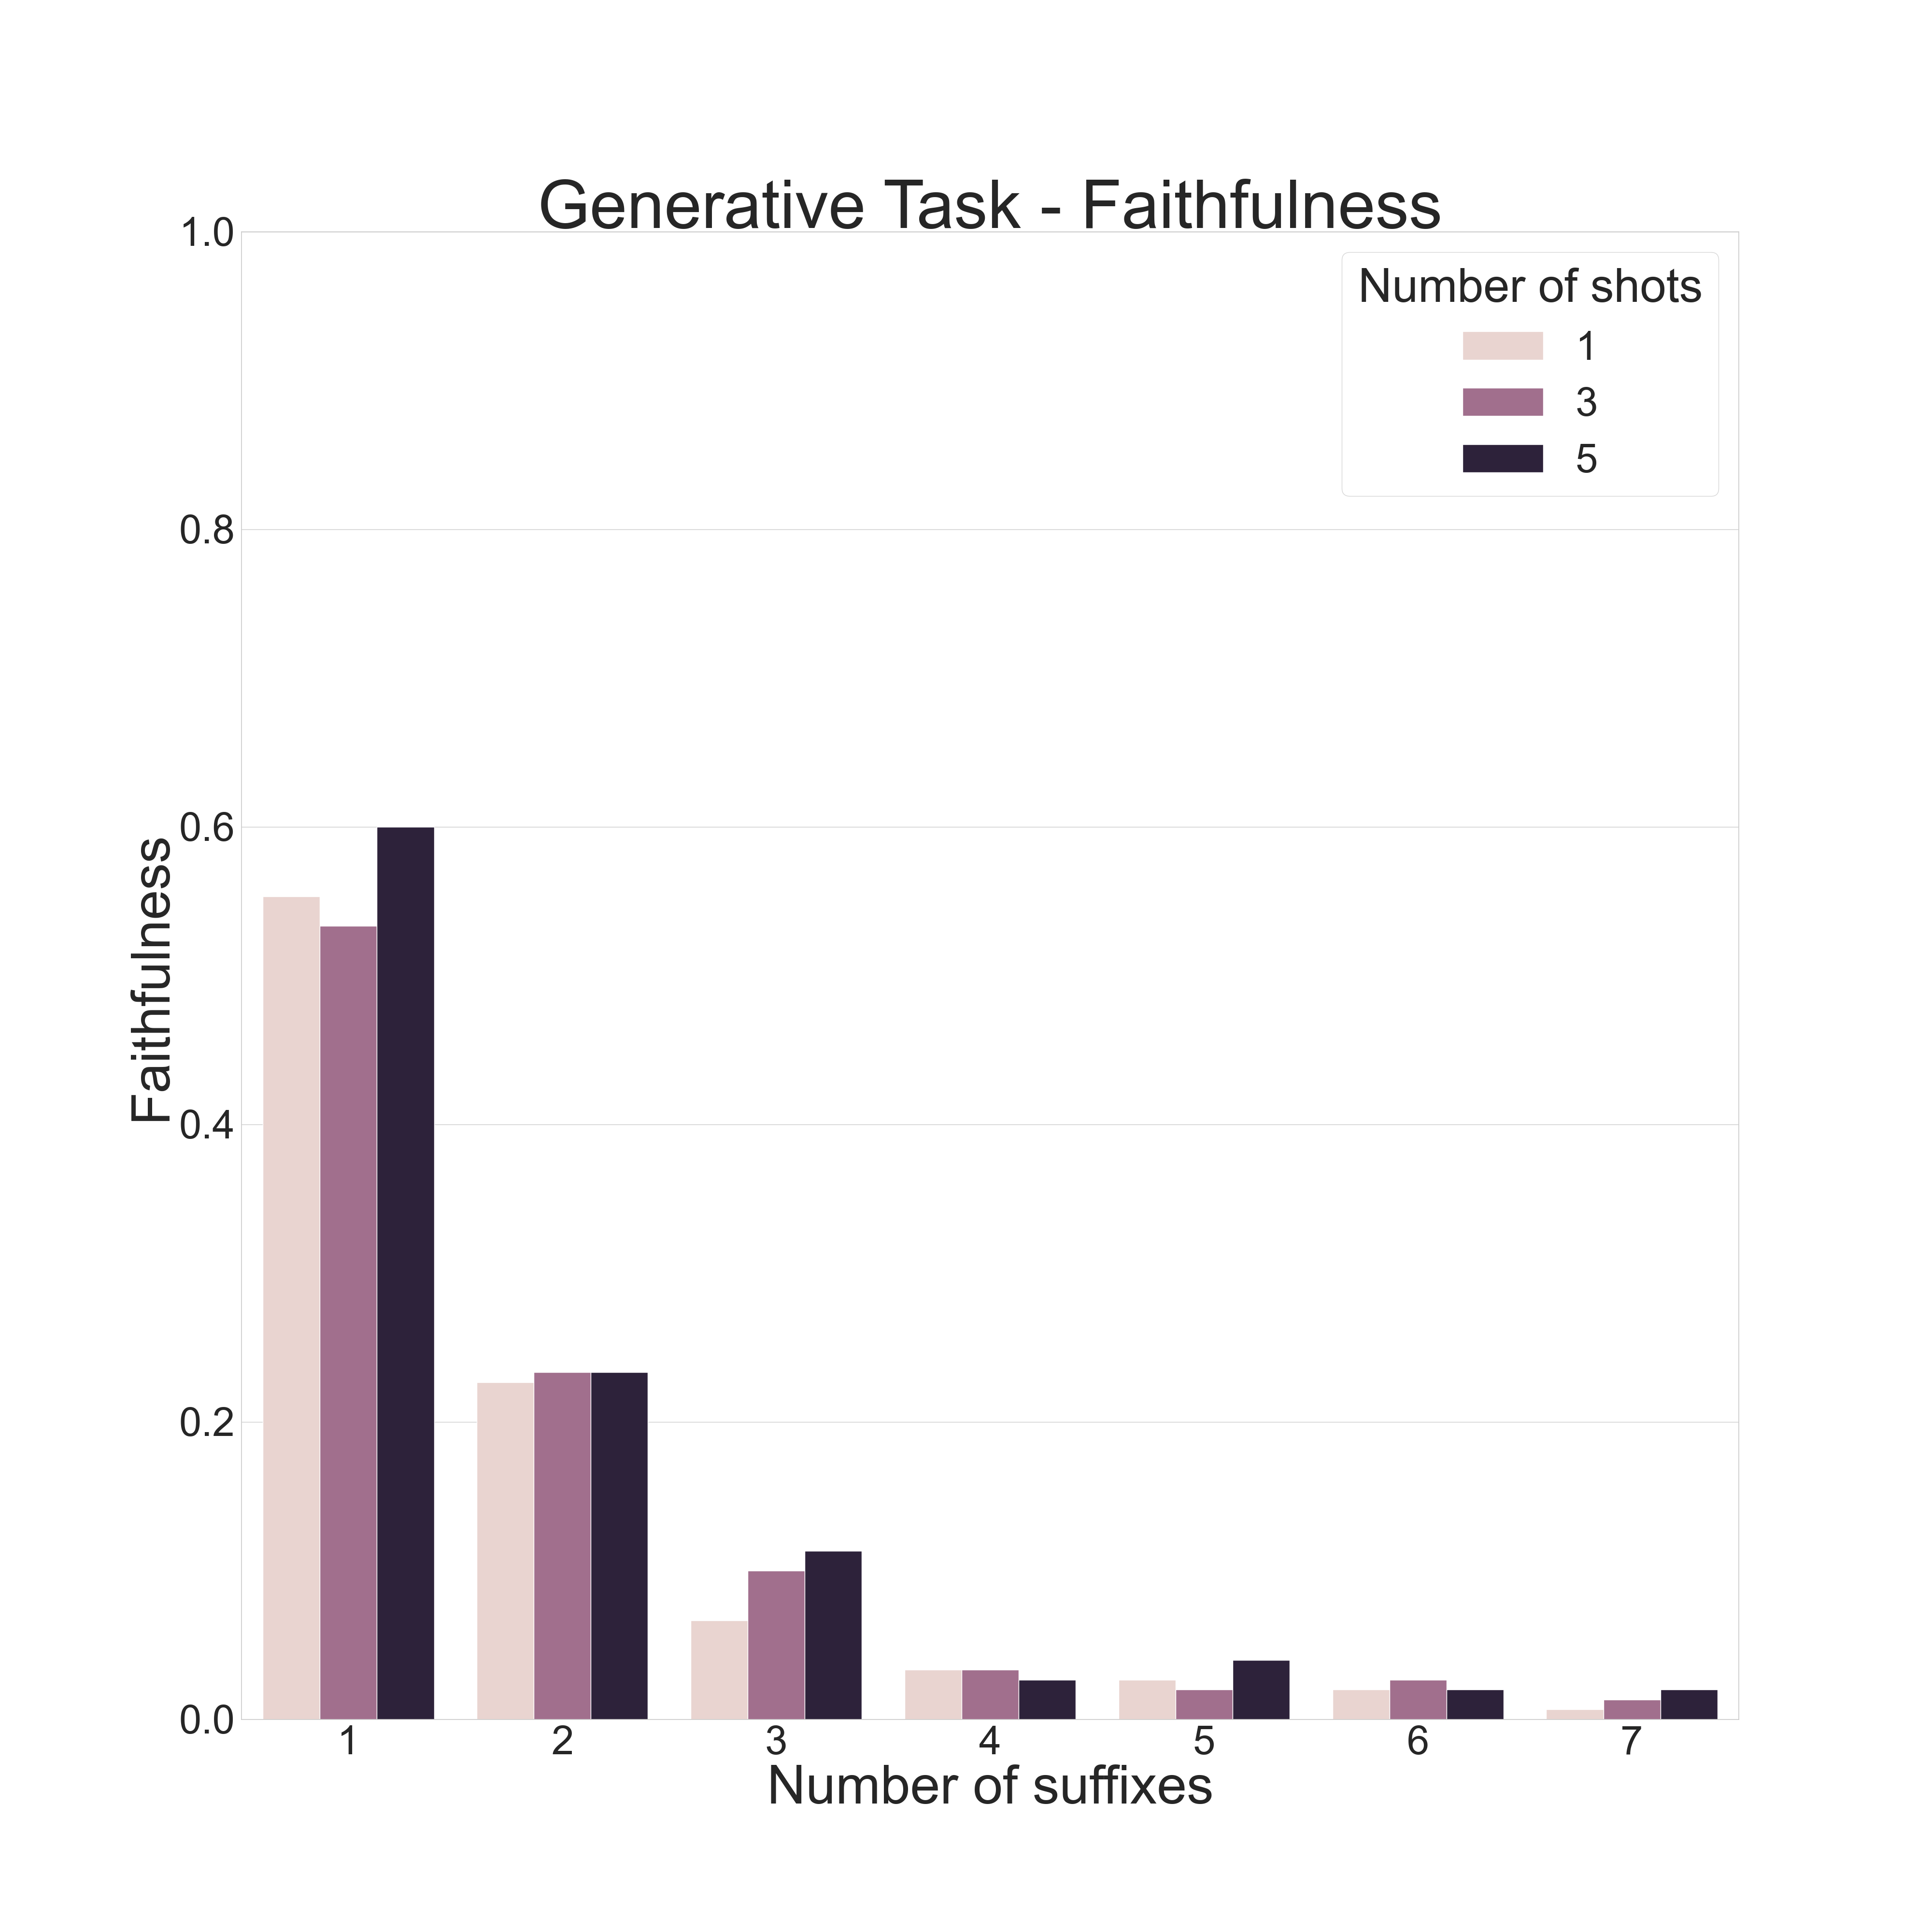 Generative Task - Faithfulness
Number of shots
1
3
5
1.0
0.8
0.6
0.4
0.2
0.0
Faithfulness
1 2 3 4 5 6 7
Number of suffixes